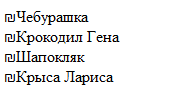 ₪Чебурашка
₪Крокодил Гена
₪Шапокляк
₪Крыса Лариса